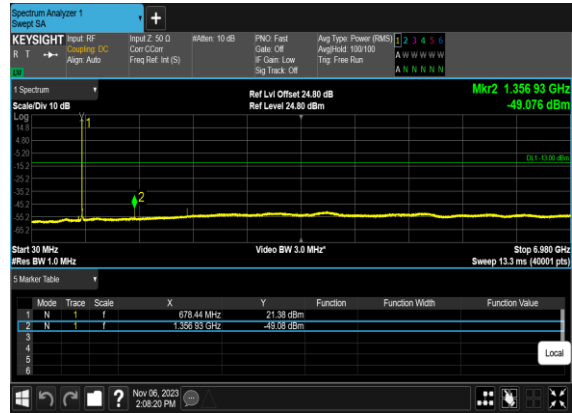 Spectrum Analyzer 1
Swept SA
KEYSIGHT
R T
LW
Input: RF
Coupling: DC
Align: Auto
Input Z: 50 Ω
Corr CCorr
Freq Ref: Int (S)
#Atten: 10 dB
PNO: Fast
Gate: Off
IF Gain: Low
Sig Track: Off
Avg Type: Power (RMS)
Avg|Hold: 100/100
Trig: Free Run
1 2 3 4 5 6
A W W W W W
A N N N N N
1 Spectrum
Scale/Div 10 dB
Ref Lvl Offset 24.80 dB
Ref Level 24.80 dBm
Mkr2 1.356 93 GHz
-49.076 dBm
Log
14.8
4.80
-5.20
-15.2
-25.2
-35.2
-45.2
-55.2
-65.2
1
2
DL1 -13.00 dBm
Start 30 MHz
#Res BW 1.0 MHz
Video BW 3.0 MHz*
Stop 6.980 GHz
Sweep 13.3 ms (40001 pts)
5 Marker Table
Mode Trace Scale X Y Function Function Width Function Value
1 N 1 f 678.44 MHz 21.38 dBm
2 N 1 f 1.356 93 GHz -49.08 dBm
3
4
5
6
Local
?
Nov 06, 2023
2:08:20 PM